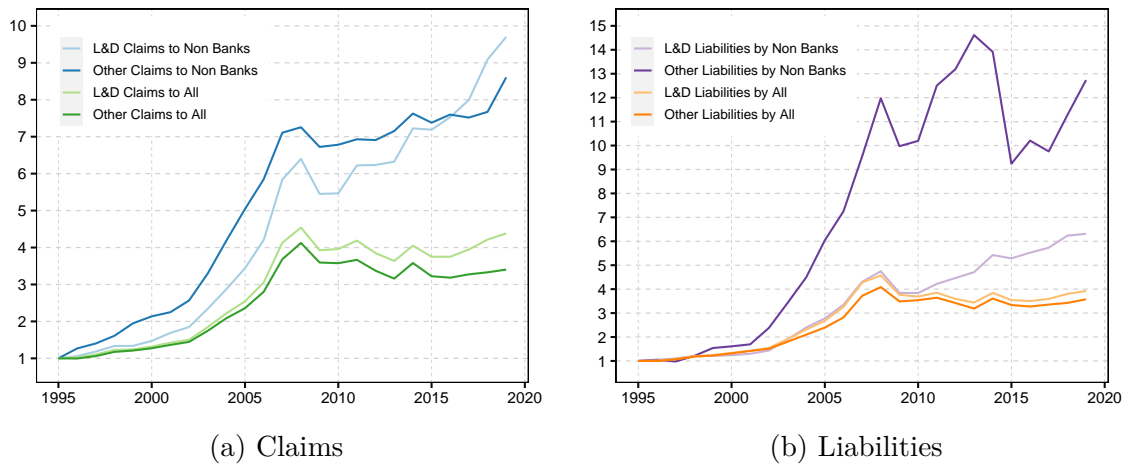 10
9
8
7
6
5
4
3
2
1
L&D Claims to Non Banks
Other Claims to Non Banks
L&D Claims to All
Other Claims to All
1995 2000 2005 2010 2015 2020
(a) Claims
15
14
13
12
11
10
9
8
7
6
5
4
3
2
1
L&D Liabilities by Non Banks
Other Liabilities by Non Banks
L&D Liabilities by All
Other Liabilities by All
1995 2000 2005 2010 2015 2020
(b) Liabilities